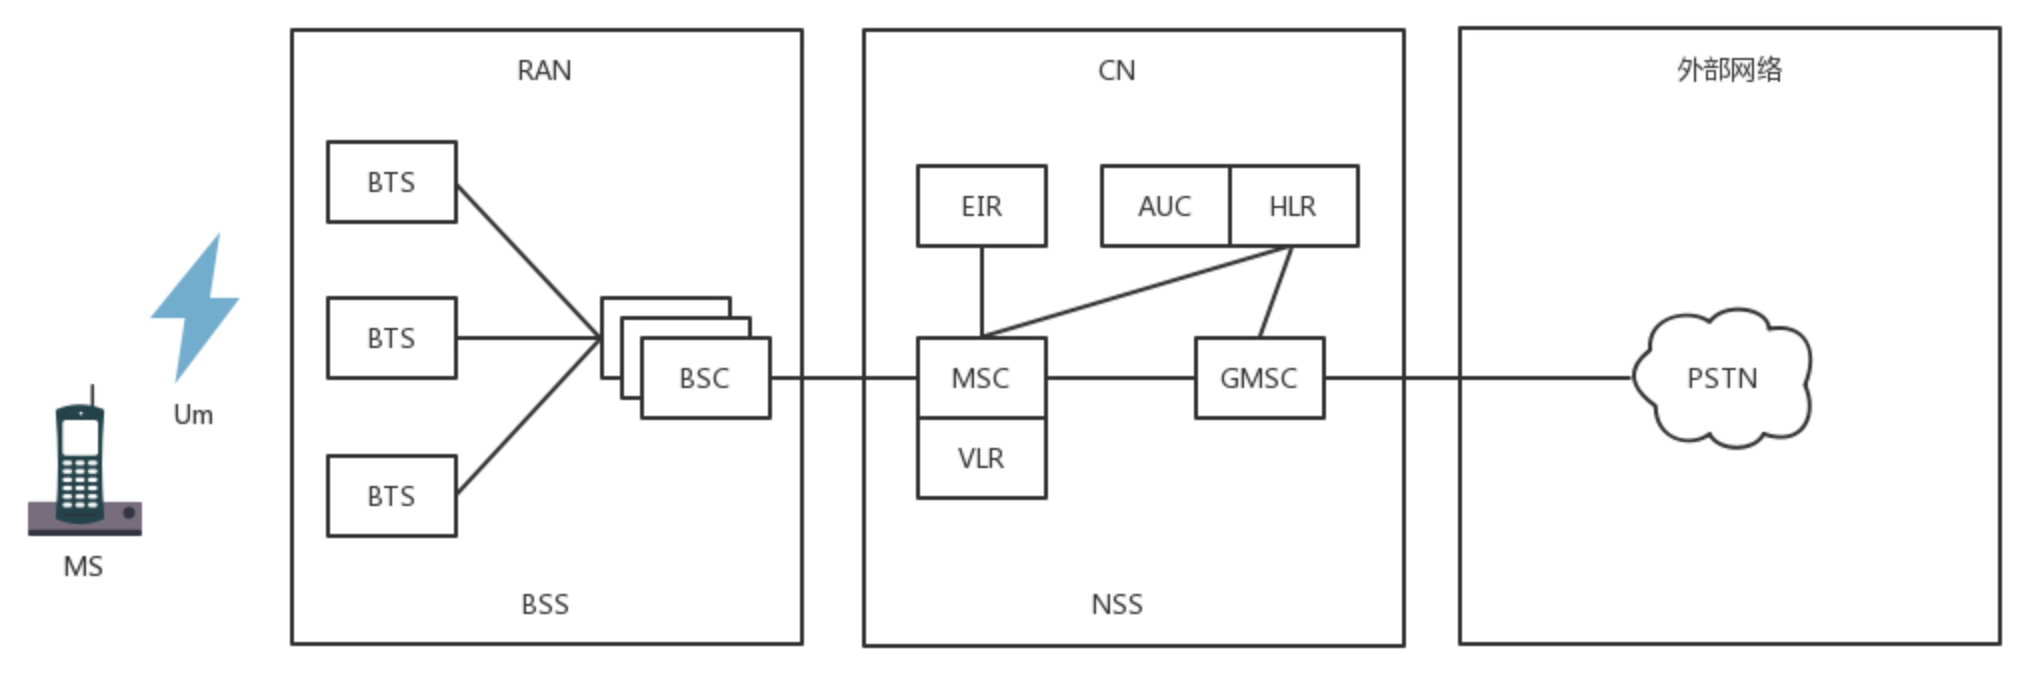 RAN
CN
外部网络
BTS
EIR
AUC
HLR
BTS
BSC
MSC
GMSC
PSTN
Um
VLR
BTS
MS
BSS
NSS